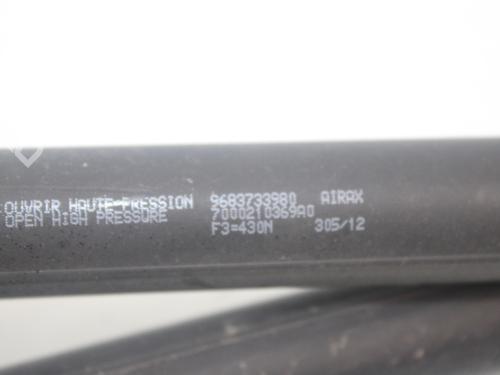 OUVRIR HAUTE PRESSION 9683733980 AIRAX
OPEN HIGH PRESSURE 7000210369A0
F3=430N 305/12